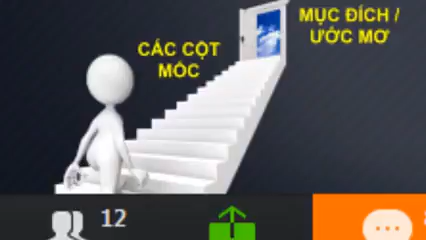 MỤC ĐÍCH /
ƯỚC MƠ
CÁC CỘT
MỐC
12